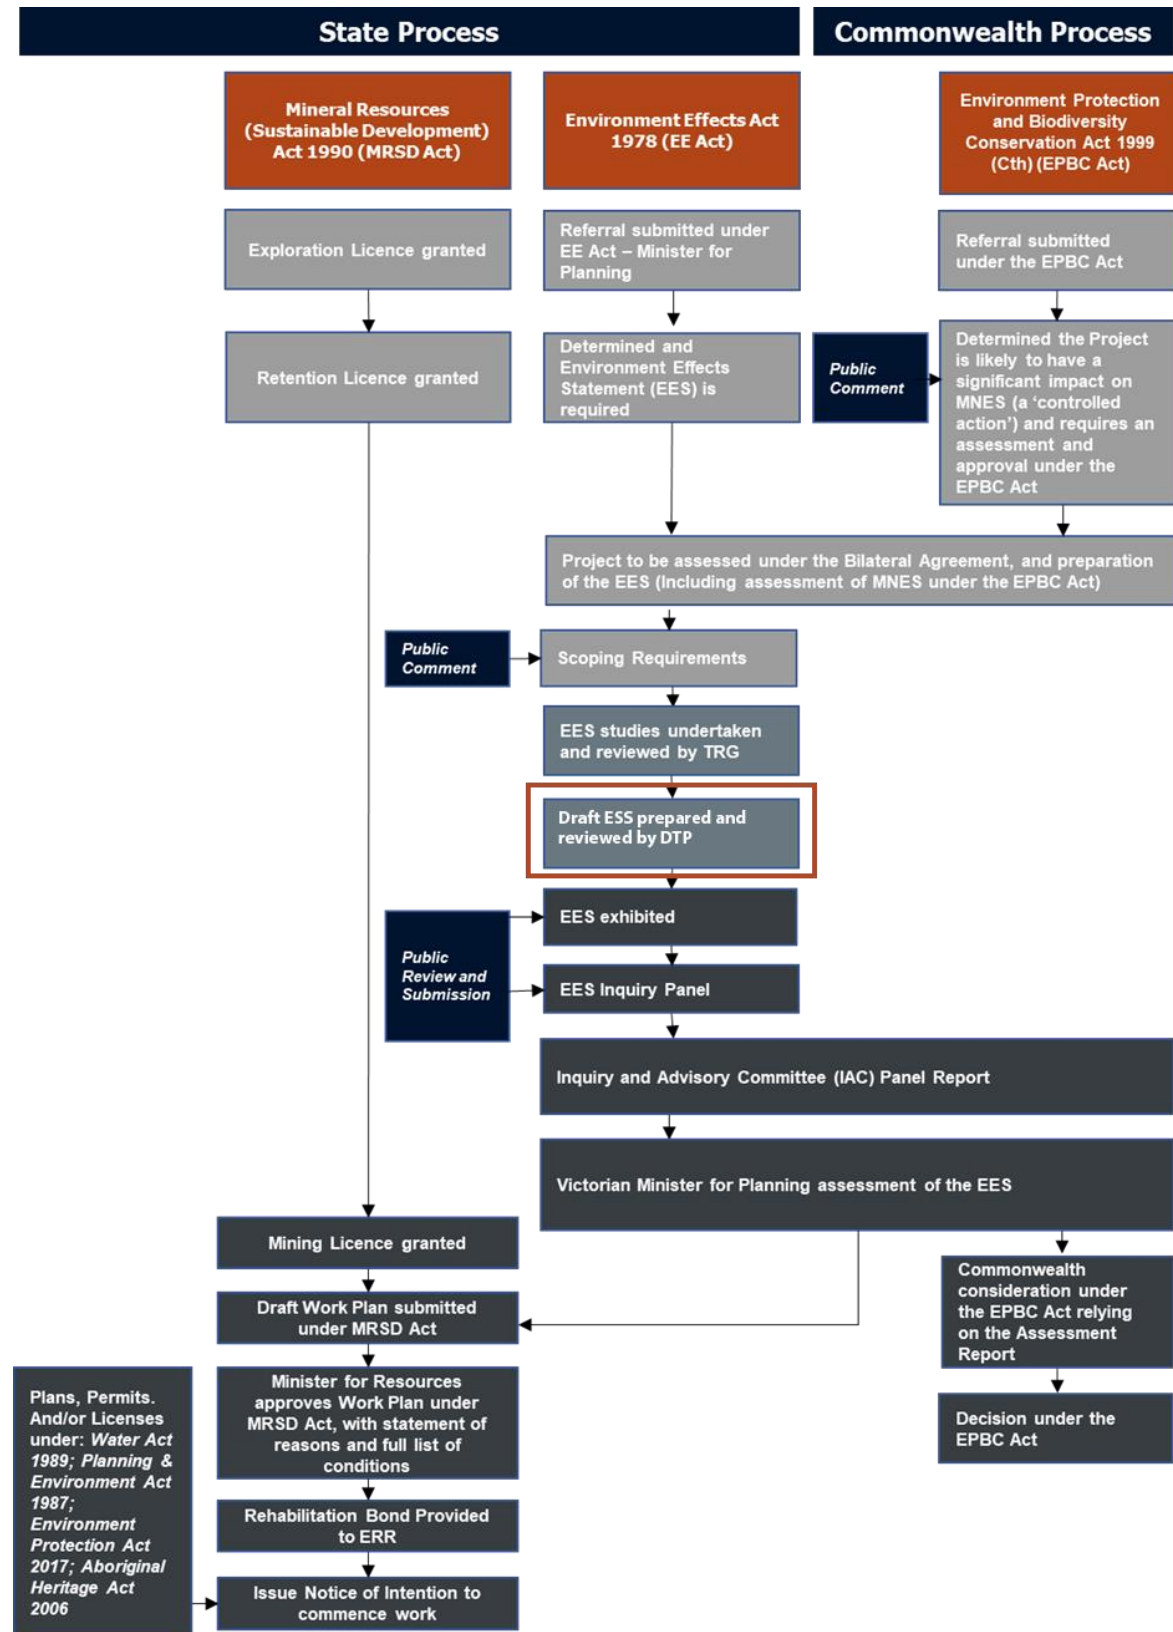 State Process
Commonwealth Process
Mineral Resources
(Sustainable Development)
Act 1990 (MRSD Act)
Environment Effects Act
1978 (EE Act)
Environment Protection
and Biodiversity
Conservation Act 1999
(Cth) (EPBC Act)
Exploration Licence granted
Referral submitted under
EE Act – Minister for
Planning
Referral submitted
under the EPBC Act
Retention Licence granted
Determined and
Environment Effects
Statement (EES) is
required
Public
Comment
Determined the Project
is likely to have a
significant impact on
MNES (a ‘controlled
action’) and requires an
assessment and
approval under the
EPBC Act
Project to be assessed under the Bilateral Agreement, and preparation
of the EES (Including assessment of MNES under the EPBC Act)
Public
Comment
Scoping Requirements
EES studies undertaken
and reviewed by TRG
Draft ESS prepared and
reviewed by DTP
Public
Review and
Submission
EES exhibited
EES Inquiry Panel
Inquiry and Advisory Committee (IAC) Panel Report
Victorian Minister for Planning assessment of the EES
Mining Licence granted
Draft Work Plan submitted
under MRSD Act
Commonwealth
consideration under
the EPBC Act relying
on the Assessment
Report
Plans, Permits.
And/or Licenses
under: Water Act
1989; Planning &
Environment Act
1987;
Environment
Protection Act
2017; Aboriginal
Heritage Act
2006
Minister for Resources
approves Work Plan under
MRSD Act, with statement of
reasons and full list of
conditions
Decision under the
EPBC Act
Rehabilitation Bond Provided
to ERR
Issue Notice of Intention to
commence work